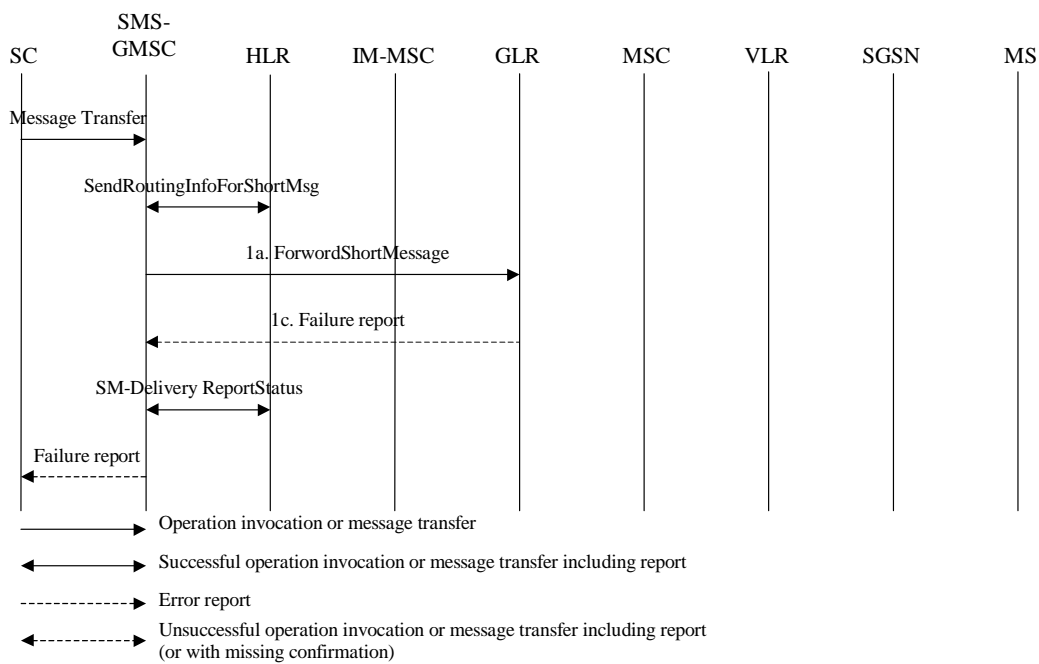 SMS-
GMSC
SC
HLR
IM-MSC
GLR
MSC
VLR
SGSN
MS
Message Transfer
SendRoutingInfoForShortMsg
1a. ForwordShortMessage
1c. Failure report
SM-Delivery ReportStatus
Failure report
Operation invocation or message transfer
Successful operation invocation or message transfer including report
Error report
Unsuccessful operation invocation or message transfer including report
(or with missing confirmation)